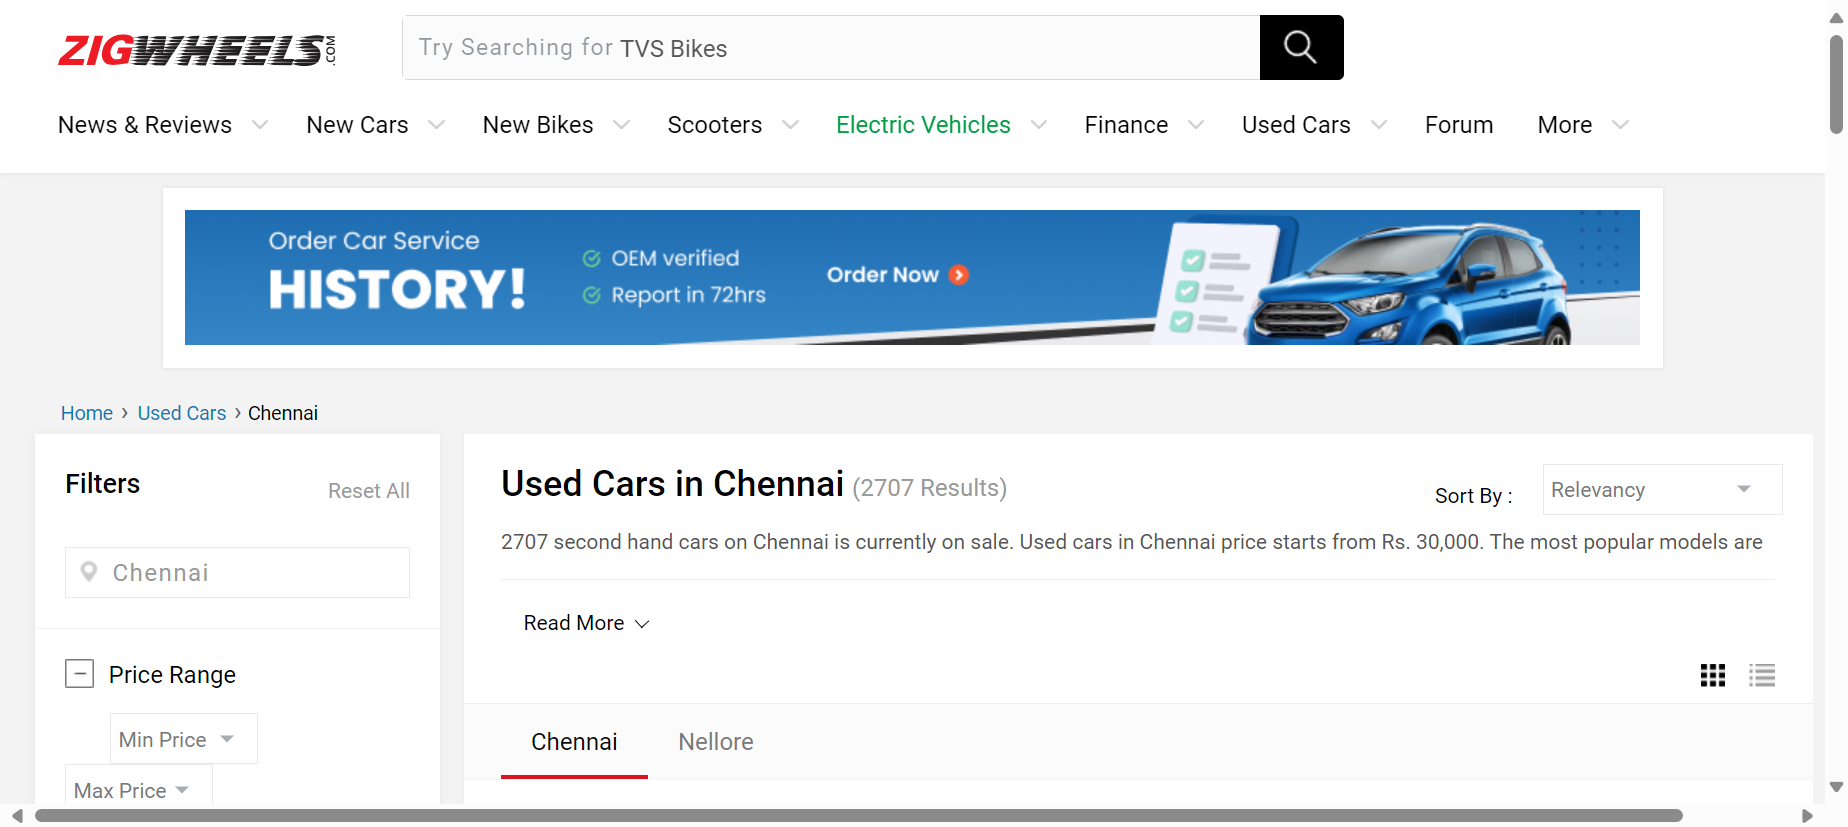 ZIGWHEELS.COM
Try Searching for TVS Bikes
News & Reviews New Cars New Bikes Scooters Electric Vehicles Finance Used Cars Forum More
Order Car Service
HISTORY!
OEM verified
Report in 72hrs
Order Now
Home › Used Cars › Chennai
Filters
Reset All
Chennai
Price Range
Min Price
Max Price
Used Cars in Chennai (2707 Results)
Sort By :
Relevancy
2707 second hand cars on Chennai is currently on sale. Used cars in Chennai price starts from Rs. 30,000. The most popular models are
Read More
Chennai Nellore